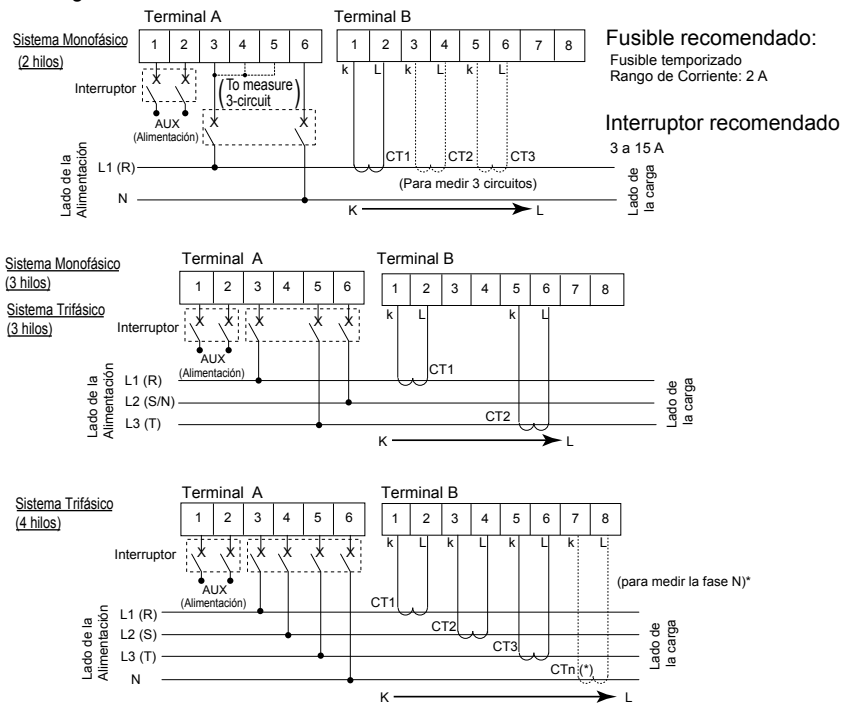 Terminal A
Terminal B
Sistema Monofásico
(2 hilos)
1 2 3 4 5 6
1 2 3 4 5 6 7 8
k L k L k L
Interruptor
(To measure
3-circuit)
AUX
(Alimentación)
Fusible recomendado:
Fusible temporizado
Rango de Corriente: 2 A
Interruptor recomendado
3 a 15 A
Lado de la
Alimentación
L1 (R)
N
CT1 CT2 CT3
(Para medir 3 circuitos)
K L
Lado de
la carga
Sistema Monofásico
(3 hilos)
Sistema Trifásico
(3 hilos)
Terminal A
Terminal B
1 2 3 4 5 6
1 2 3 4 5 6 7 8
k L k L
Interruptor
AUX
(Alimentación)
Lado de la
Alimentación
L1 (R)
L2 (S/N)
L3 (T)
CT1
CT2
K L
Lado de
la carga
Sistema Trifásico
(4 hilos)
Terminal A
Terminal B
1 2 3 4 5 6
1 2 3 4 5 6 7 8
k L k L k L k L
Interruptor
AUX
(Alimentación)
(para medir la fase N)*
Lado de la
Alimentación
L1 (R)
L2 (S)
L3 (T)
N
CT1
CT2
CT3
CTn (*)
K L
Lado de
la carga